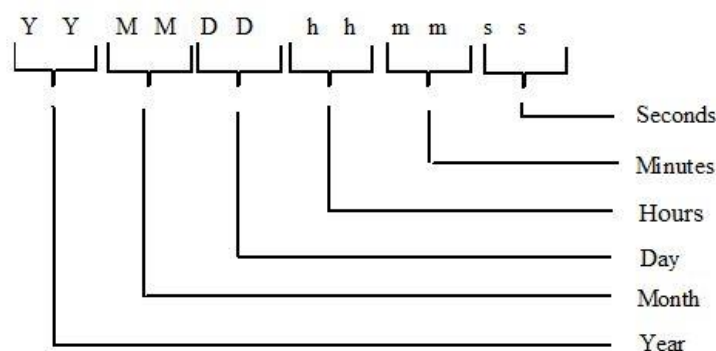 Y Y M M D D h h m m s s
Seconds
Minutes
Hours
Day
Month
Year